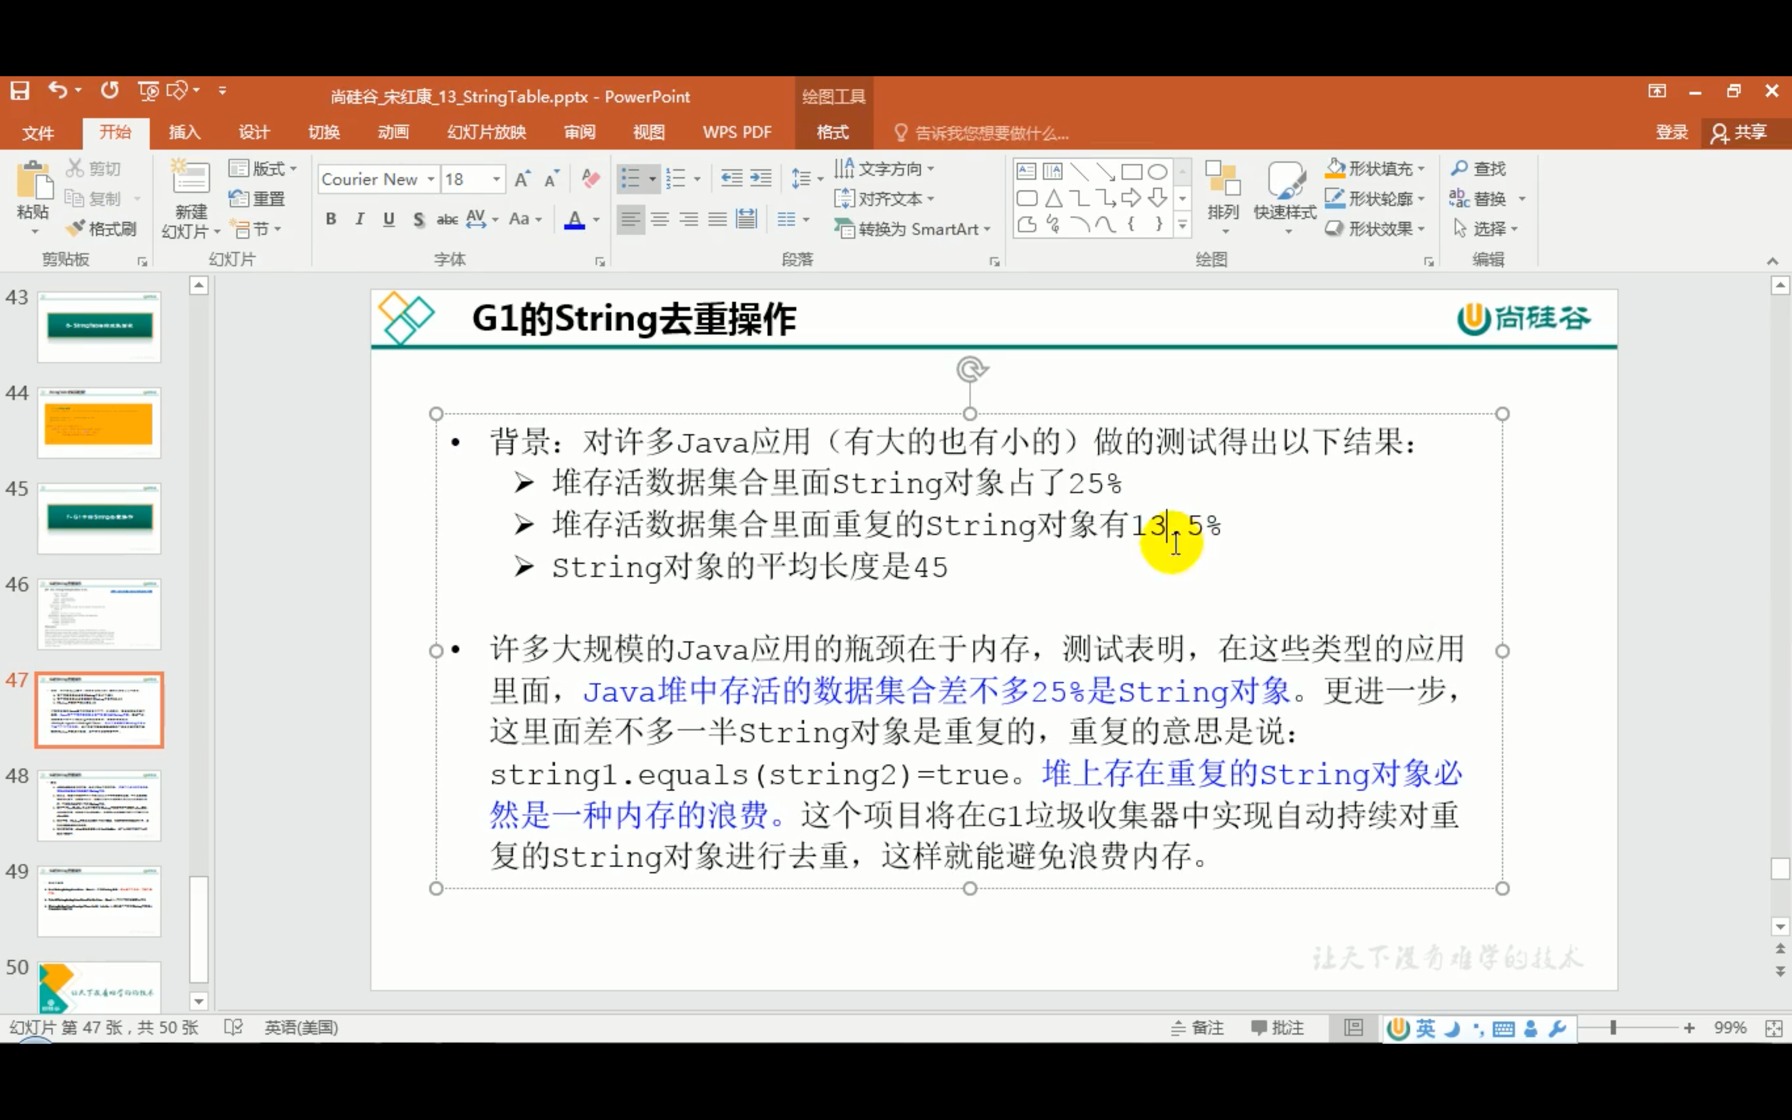 尚硅谷_宋红康_13_StringTable.pptx - PowerPoint
绘图工具
文件
开始
插入
设计
切换
动画
幻灯片放映
审阅
视图
WPS PDF
格式
告诉我您想要做什么...
登录
共享
粘贴
剪切
复制
格式刷
剪贴板
新建
幻灯片
版式
重置
节
幻灯片
Courier New
18
字体
文字方向
对齐文本
转换为 SmartArt
段落
排列
快速样式
形状填充
形状轮廓
形状效果
绘图
查找
替换
选择
编辑
43
44
45
46
47
48
49
50
G1的String去重操作
尚硅谷
• 背景：对许多Java应用（有大的也有小的）做的测试得出以下结果：
➢ 堆存活数据集合里面String对象占了25%
➢ 堆存活数据集合里面重复的String对象有13.5%
➢ String对象的平均长度是45
• 许多大规模的Java应用的瓶颈在于内存，测试表明，在这些类型的应用
里面，Java堆中存活的数据集合差不多25%是String对象。更进一步，
这里面差不多一半String对象是重复的，重复的意思是说：
string1.equals(string2)=true。堆上存在重复的String对象必
然是一种内存的浪费。这个项目将在G1垃圾收集器中实现自动持续对重
复的String对象进行去重，这样就能避免浪费内存。
让天下没有难学的技术
幻灯片 第 47 张，共 50 张
英语(美国)
备注
批注
英
99%